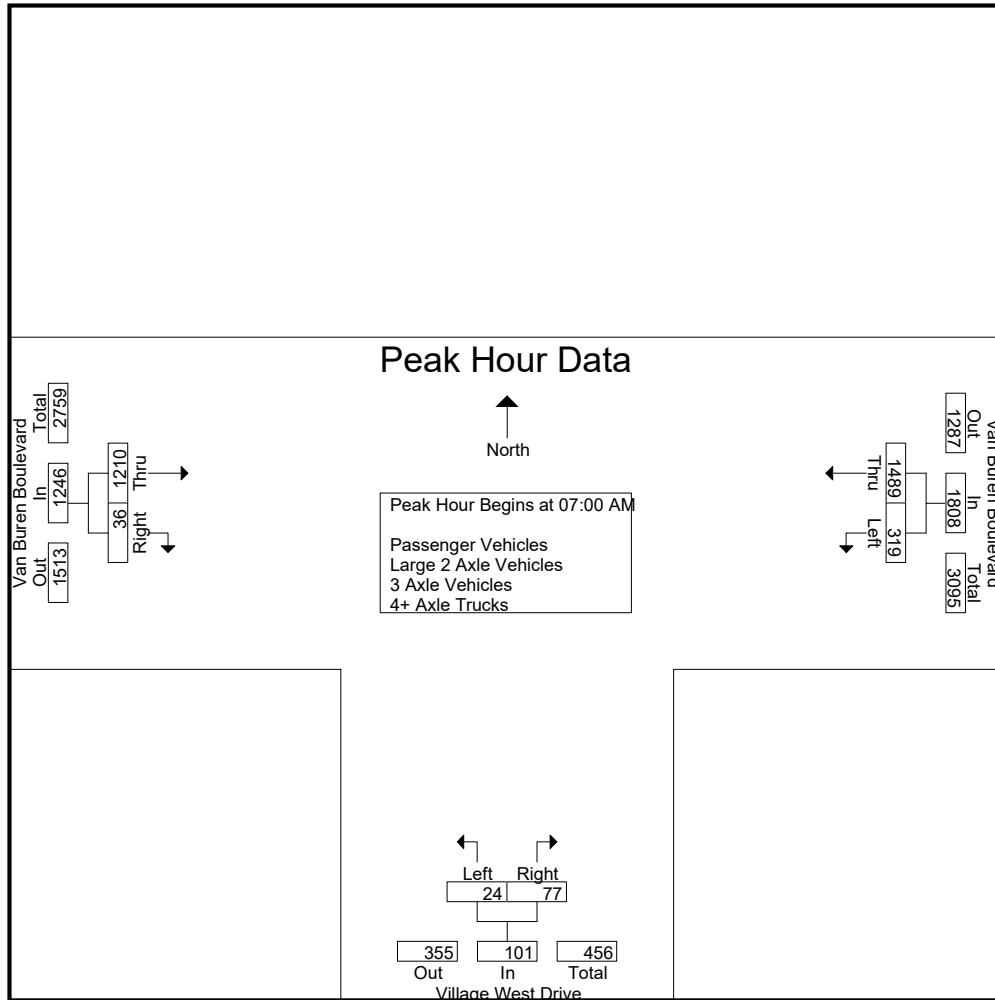 Peak Hour Data
North
Peak Hour Begins at 07:00 AM
Passenger Vehicles
Large 2 Axle Vehicles
3 Axle Vehicles
4+ Axle Trucks
Van Buren Boulevard
Out In Total
1513 1246 2759
Right Thru
36 1210
Van Buren Boulevard
Out In Total
1287 1808 3095
Thru Left
1489 319
Left Right
24 77
355 101 456
Out In Total
Village West Drive